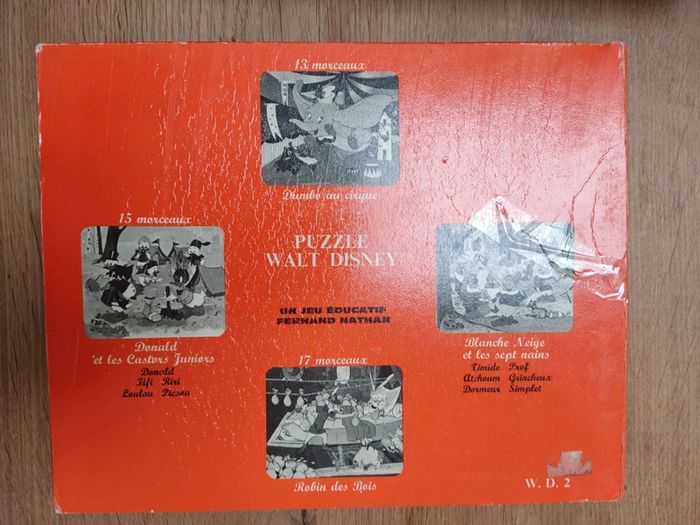 13 morceaux
Dumbo au cirque
15 morceaux
PUZZLE
WALT DISNEY
UN JEU ÉDUCATIF
FERNAND NATHAN
Donald
et les Castors Juniors
Donald
Fifi Riri
Loulou Picsou
Blanche Neige
et les sept nains
Timide Prof
Atchoum Grincheux
Dormeur Simplet
17 morceaux
Robin des Bois
W. D. 2